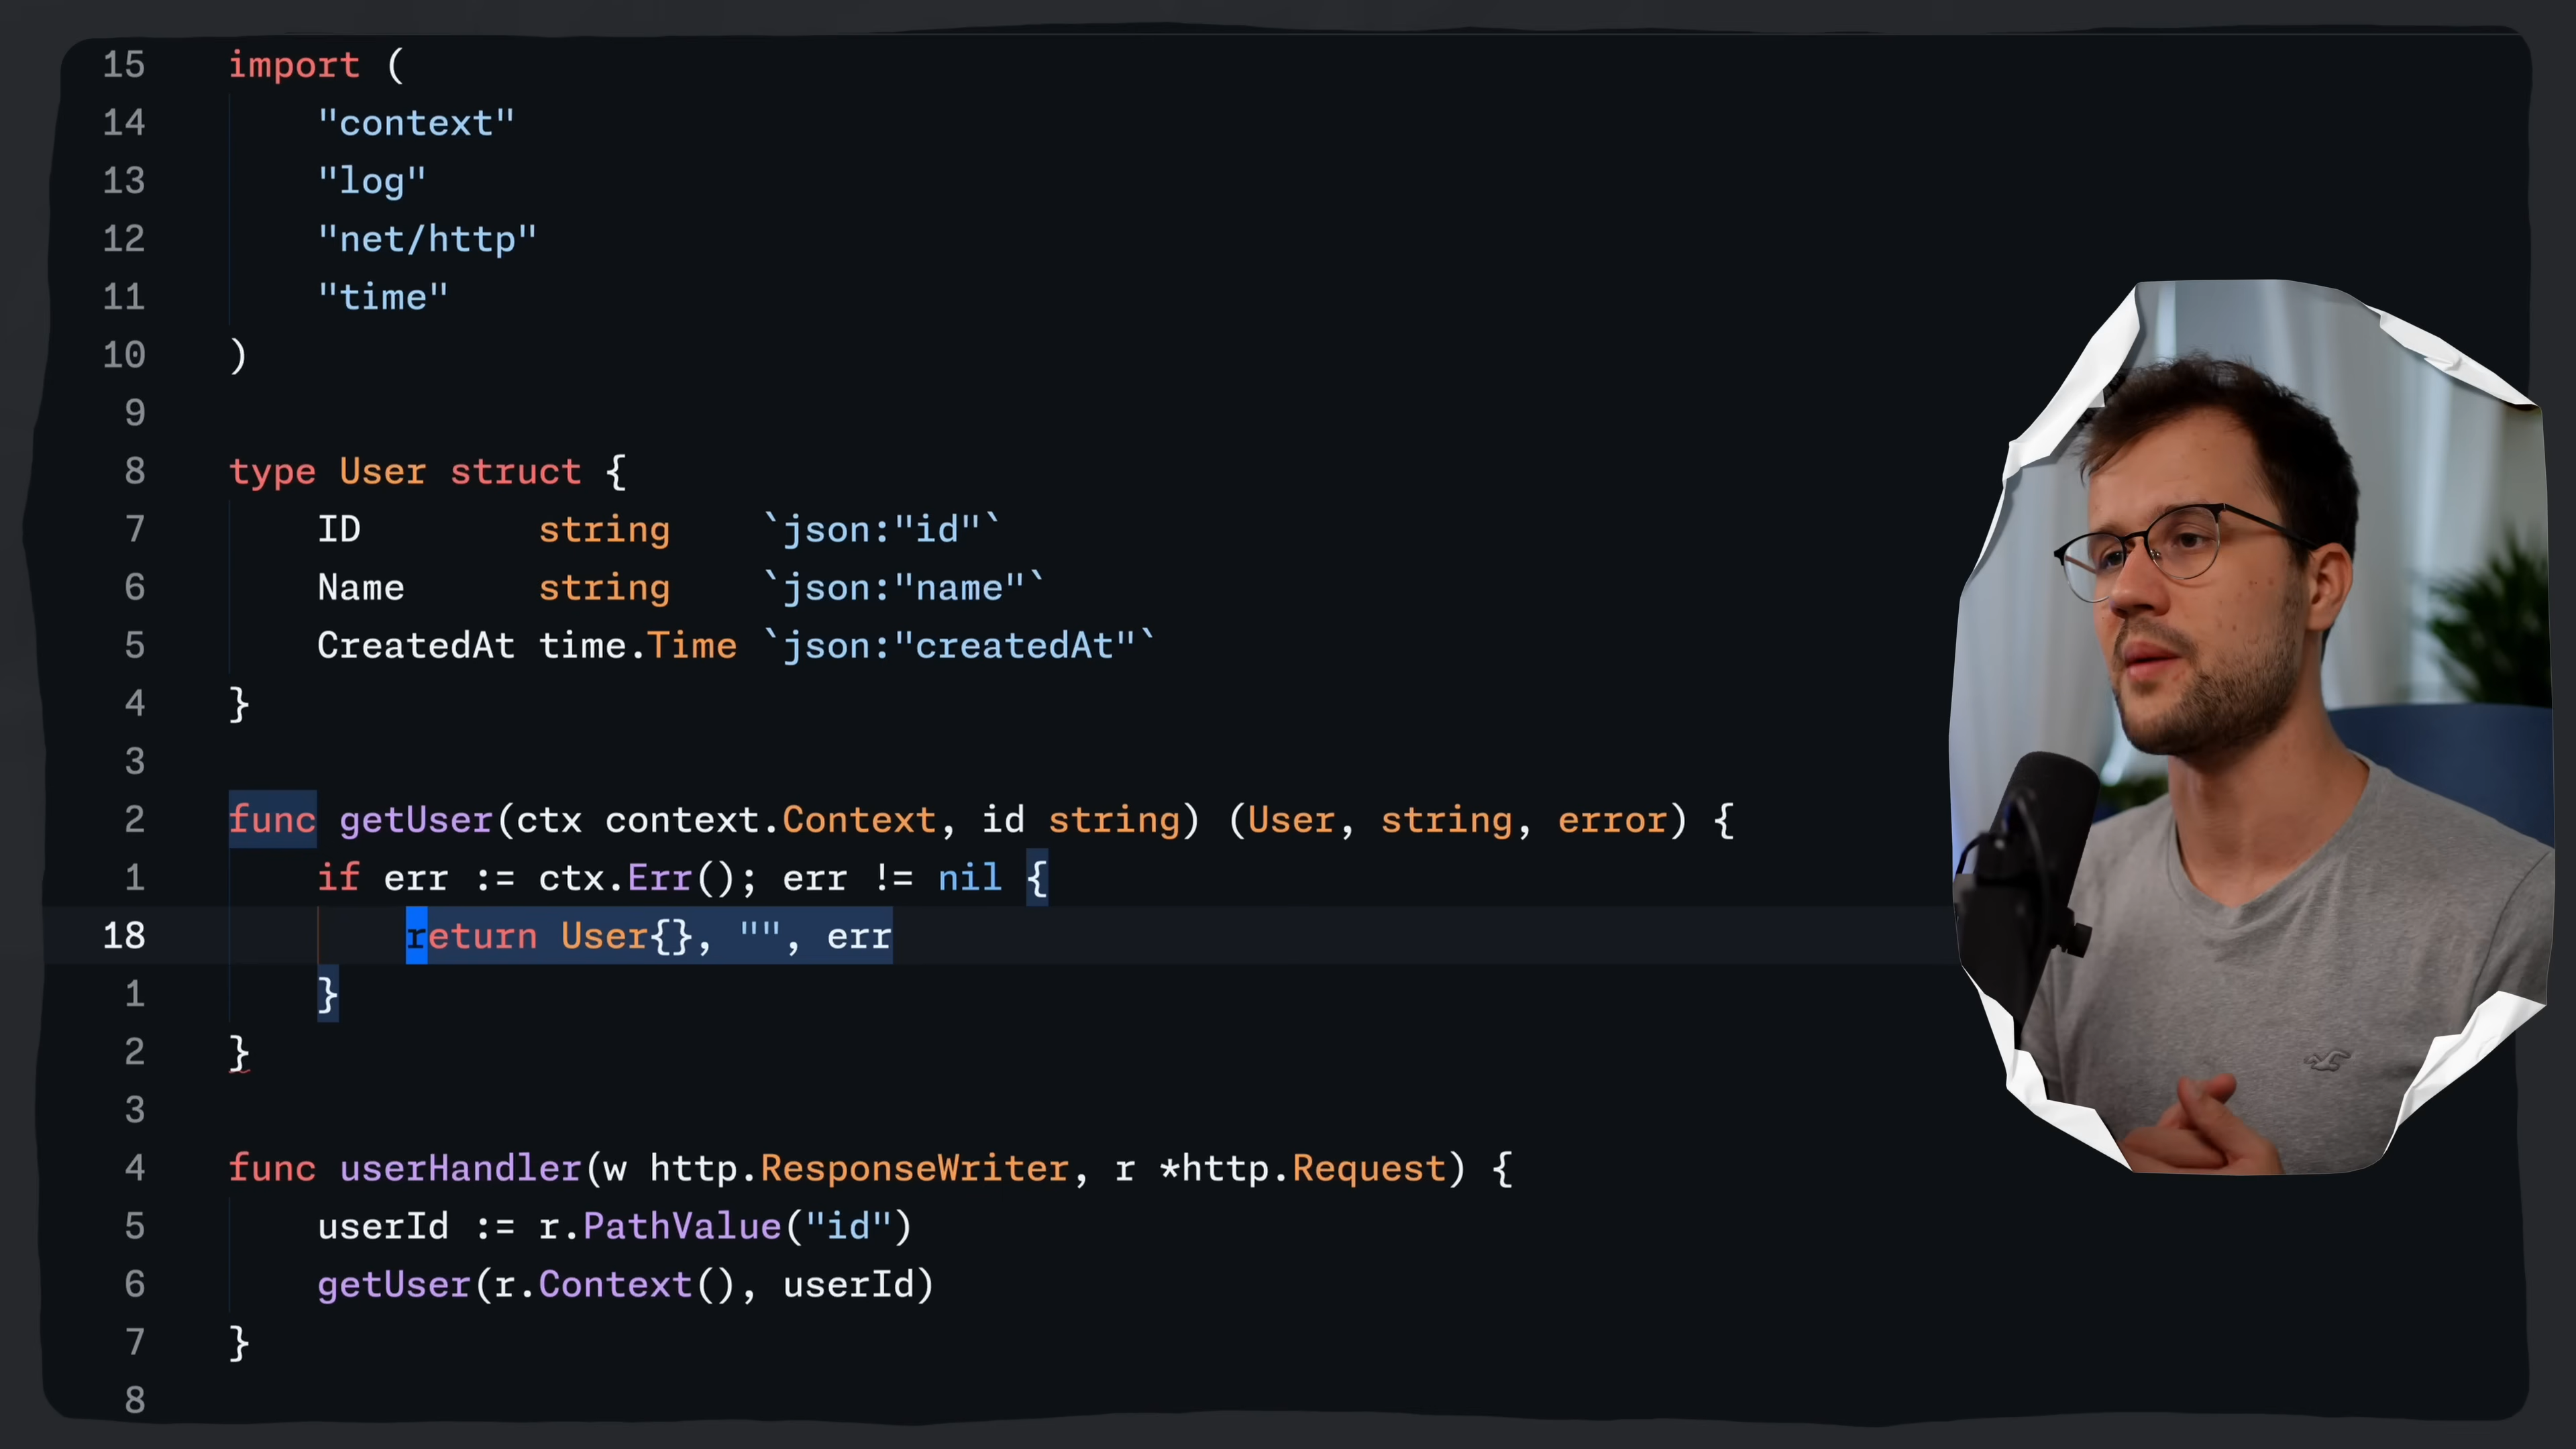 15 import (
14 "context"
13 "log"
12 "net/http"
11 "time"
10 )
9
8 type User struct {
7 ID string `json:"id"`
6 Name string `json:"name"`
5 CreatedAt time.Time `json:"createdAt"`
4 }
3
2 func getUser(ctx context.Context, id string) (User, string, error) {
1 if err := ctx.Err(); err != nil {
18 return User{}, "", err
1 }
2 }
3
4 func userHandler(w http.ResponseWriter, r *http.Request) {
5 userId := r.PathValue("id")
6 getUser(r.Context(), userId)
7 }
8